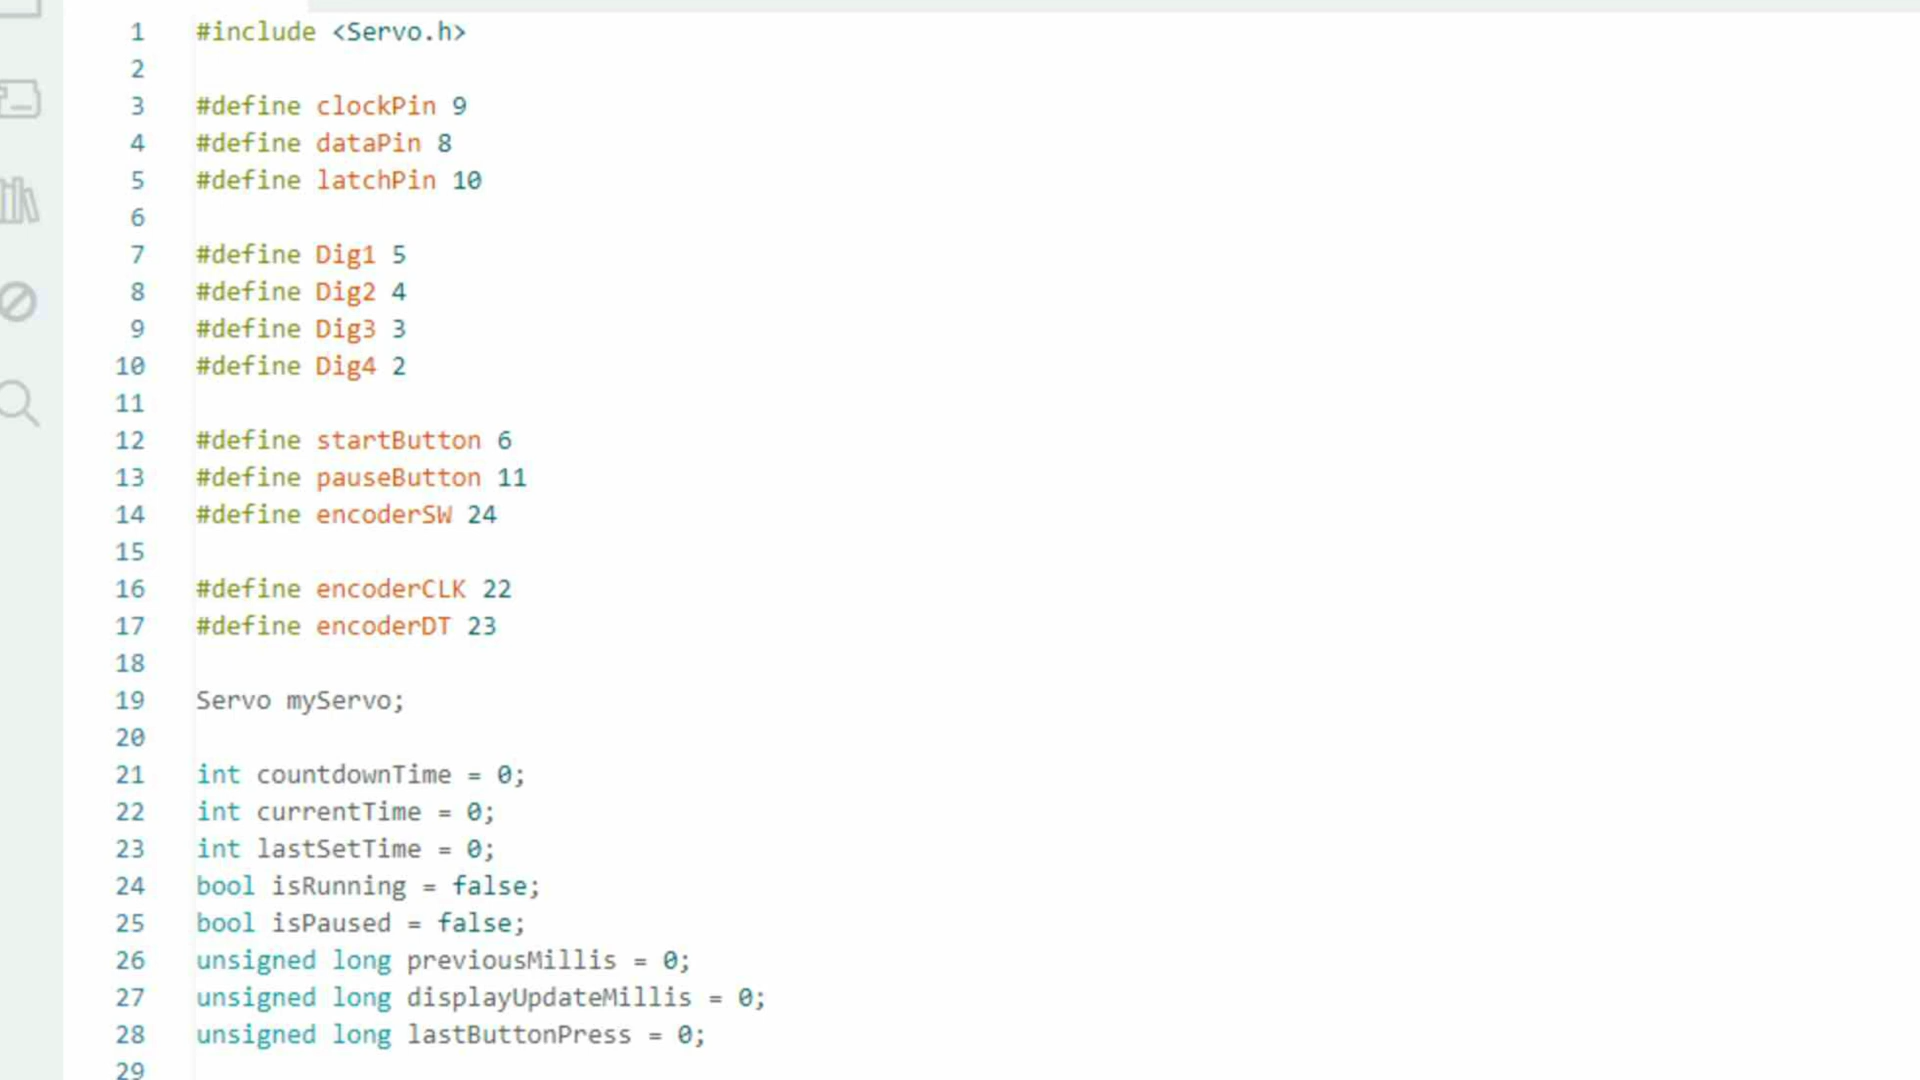 1 #include <Servo.h>
2
3 #define clockPin 9
4 #define dataPin 8
5 #define latchPin 10
6
7 #define Dig1 5
8 #define Dig2 4
9 #define Dig3 3
10 #define Dig4 2
11
12 #define startButton 6
13 #define pauseButton 11
14 #define encoderSW 24
15
16 #define encoderCLK 22
17 #define encoderDT 23
18
19 Servo myServo;
20
21 int countdownTime = 0;
22 int currentTime = 0;
23 int lastSetTime = 0;
24 bool isRunning = false;
25 bool isPaused = false;
26 unsigned long previousMillis = 0;
27 unsigned long displayUpdateMillis = 0;
28 unsigned long lastButtonPress = 0;
29